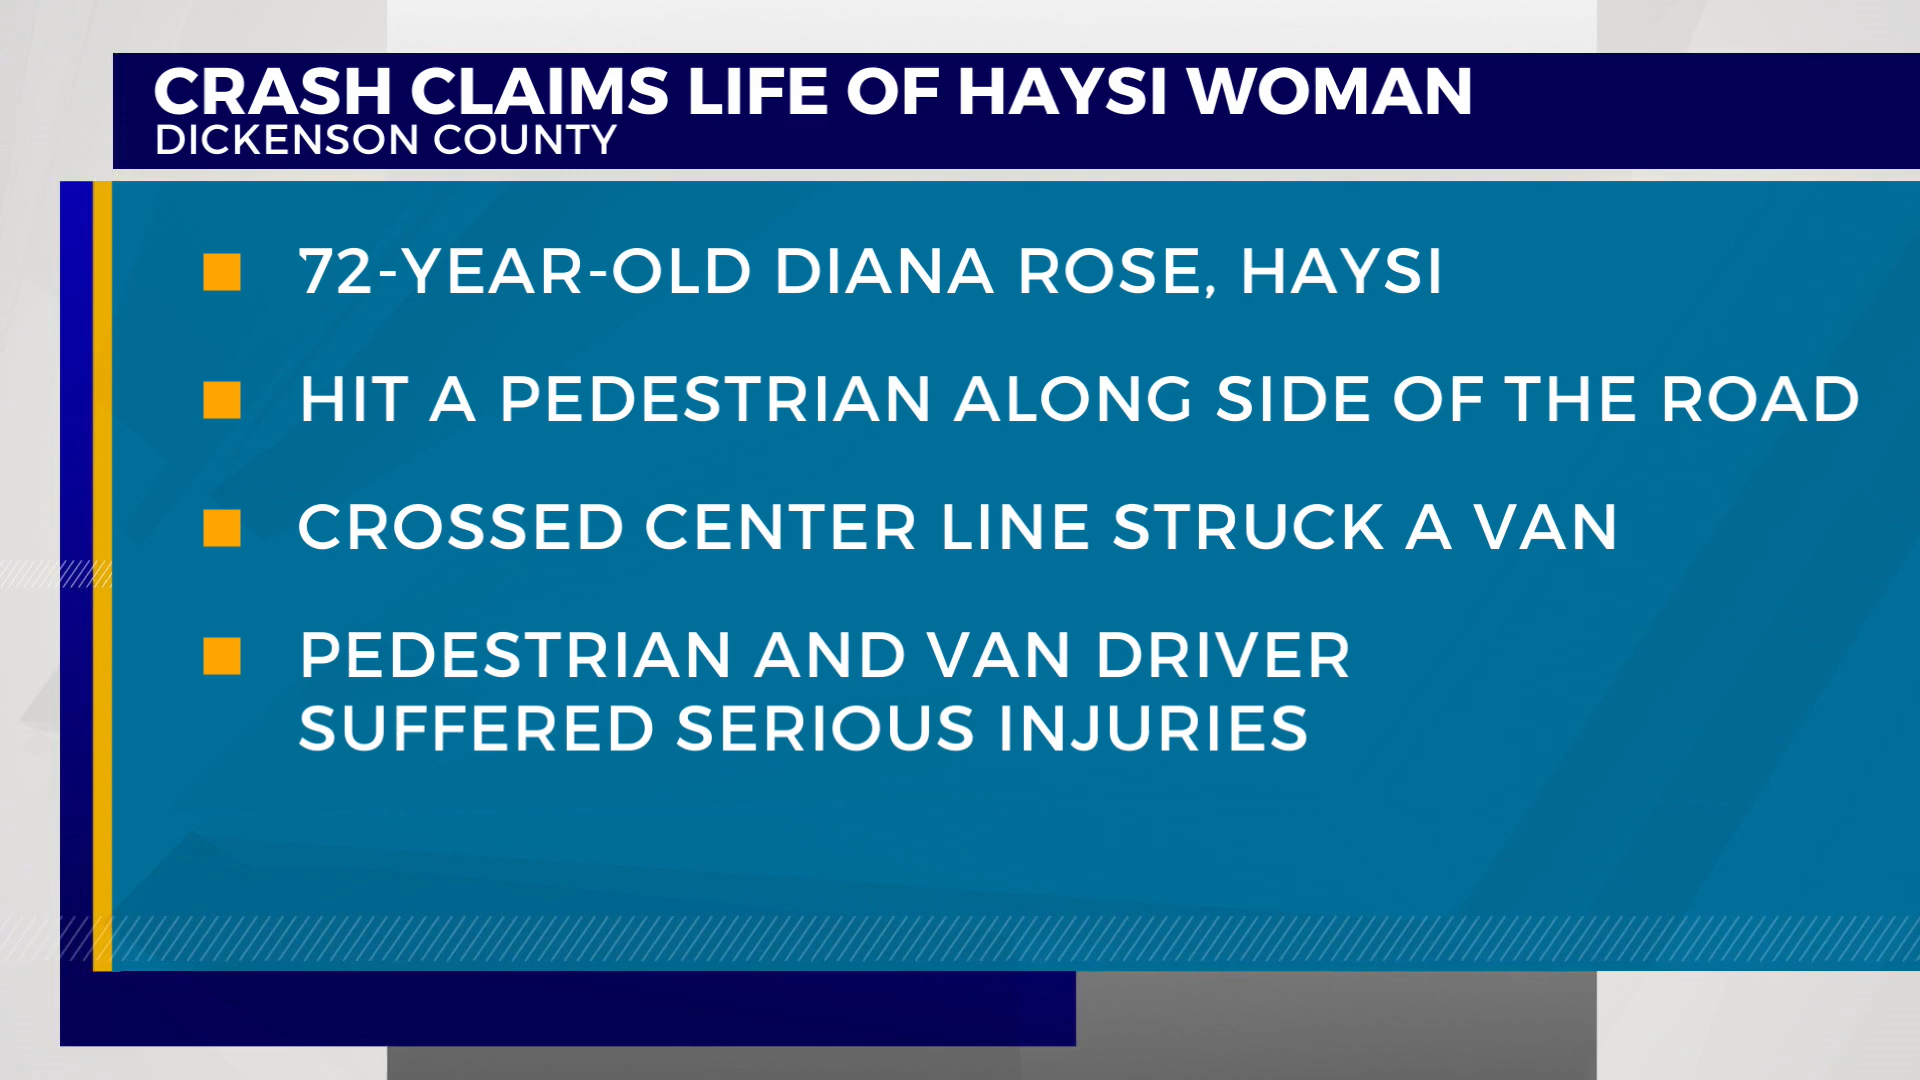 CRASH CLAIMS LIFE OF HAYSI WOMAN
DICKENSON COUNTY
72-YEAR-OLD DIANA ROSE, HAYSI
HIT A PEDESTRIAN ALONG SIDE OF THE ROAD
CROSSED CENTER LINE STRUCK A VAN
PEDESTRIAN AND VAN DRIVER
SUFFERED SERIOUS INJURIES